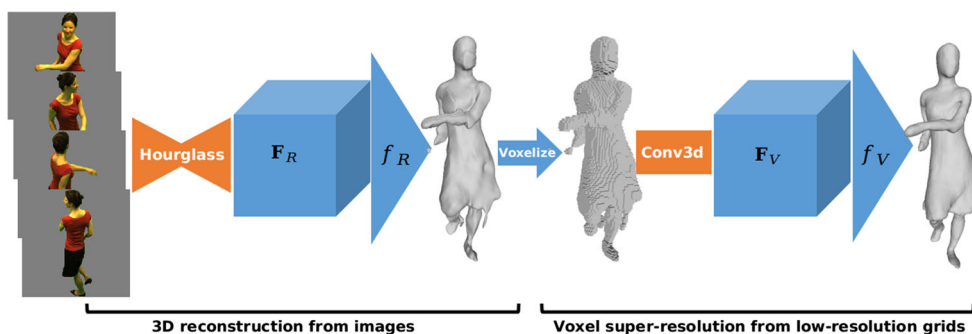 Hourglass
F_R
f_R
Voxelize
Conv3d
F_V
f_V
3D reconstruction from images
Voxel super-resolution from low-resolution grids